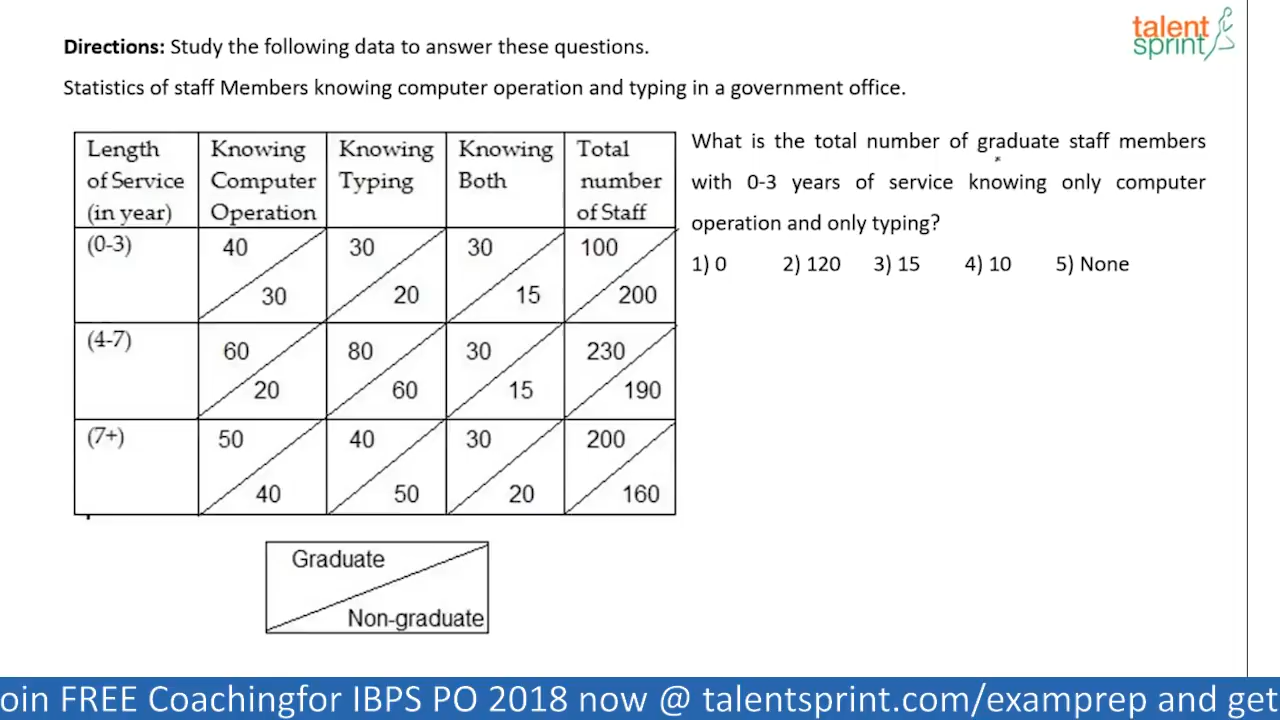 talent
sprint
Directions: Study the following data to answer these questions.
Statistics of staff Members knowing computer operation and typing in a government office.
Length of Service (in year)
Knowing Computer Operation
Knowing Typing
Knowing Both
Total number of Staff
(0-3) 40 30 30 20 30 15 100 200
(4-7) 60 20 80 60 30 15 230 190
(7+) 50 40 40 50 30 20 200 160
Graduate
Non-graduate
What is the total number of graduate staff members
with 0-3 years of service knowing only computer
operation and only typing?
1) 0 2) 120 3) 15 4) 10 5) None
oin FREE Coachingfor IBPS PO 2018 now @ talentsprint.com/examprep and get